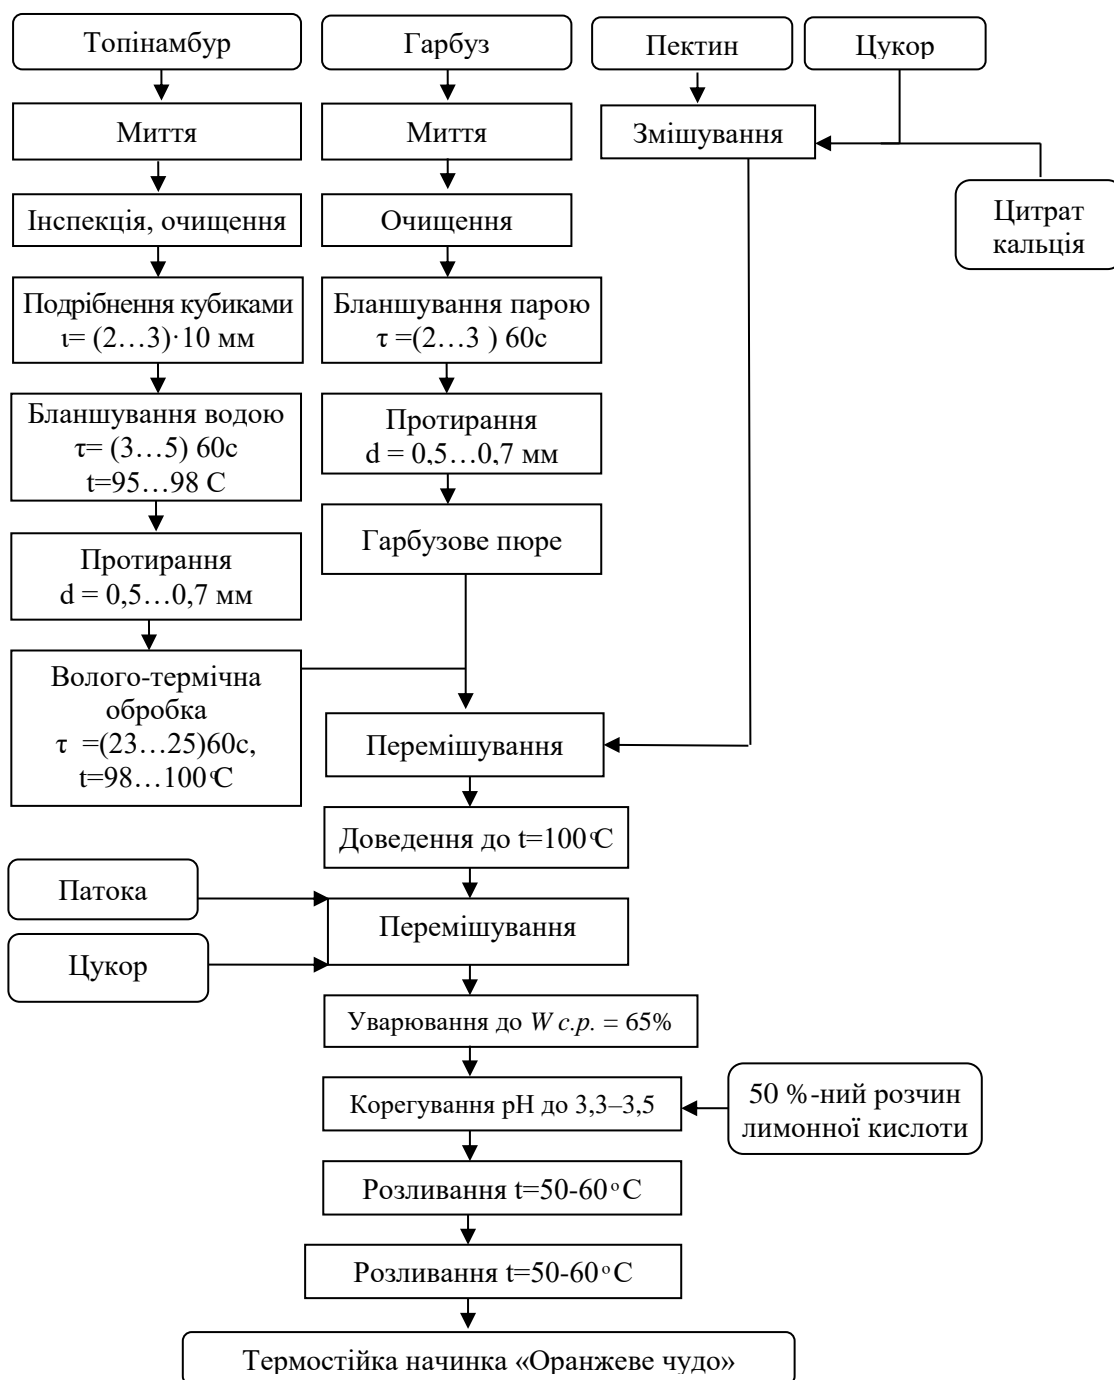 Топінамбур
Гарбуз
Пектин
Цукор
Миття
Миття
Змішування
Інспекція, очищення
Очищення
Цитрат
кальція
Подрібнення кубиками
ι= (2…3)·10 мм
Бланшування парою
τ =(2…3 ) 60с
Бланшування водою
τ= (3…5) 60с
t=95…98 С
Протирання
d = 0,5…0,7 мм
Гарбузове пюре
Протирання
d = 0,5…0,7 мм
Волого-термічна
обробка
τ =(23…25)60с,
t=98…100°С
Перемішування
Доведення до t=100°С
Патока
Перемішування
Цукор
Уварювання до W с.р. = 65%
Корегування рН до 3,3–3,5
50 %-ний розчин
лимонної кислоти
Розливання t=50-60°С
Розливання t=50-60°С
Термостійка начинка «Оранжеве чудо»